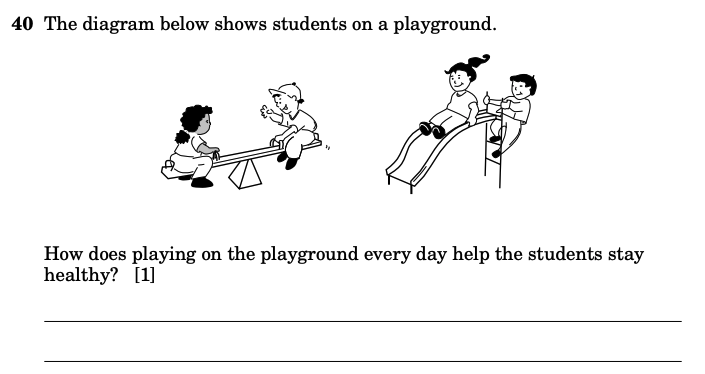 40 The diagram below shows students on a playground.
How does playing on the playground every day help the students stay
healthy? [1]